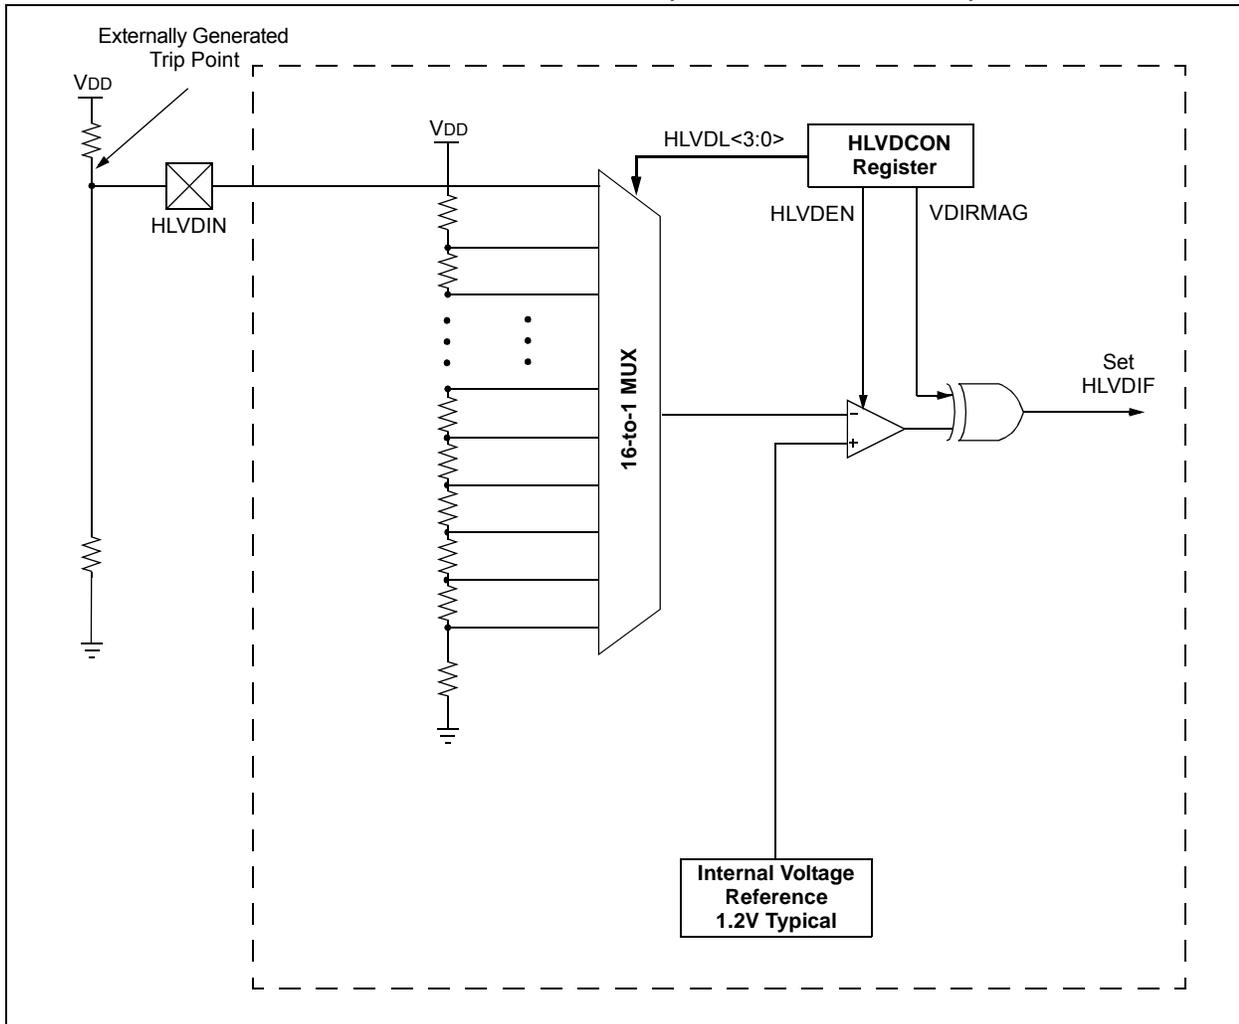 Externally Generated
Trip Point
VDD
VDD
HLVDL<3:0>
HLVDCON
Register
HLVDIN
HLVDEN
VDIRMAG
16-to-1 MUX
Set
HLVDIF
–
+
Internal Voltage
Reference
1.2V Typical